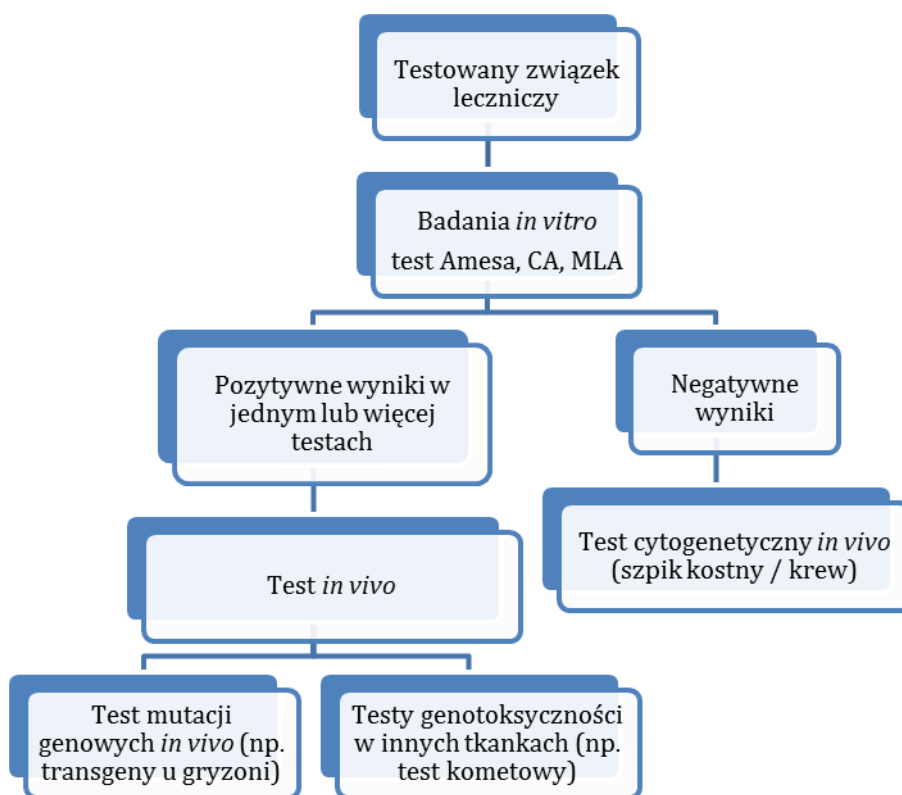 Testowany związek
leczniczy
Badania in vitro
test Amesa, CA, MLA
Pozytywne wyniki w
jednym lub więcej
testach
Negatywne
wyniki
Test in vivo
Test cytogenetyczny in vivo
(szpik kostny / krew)
Test mutacji
genowych in vivo (np.
transgeny u gryzoni)
Testy genotoksyczności
w innych tkankach (np.
test kometowy)